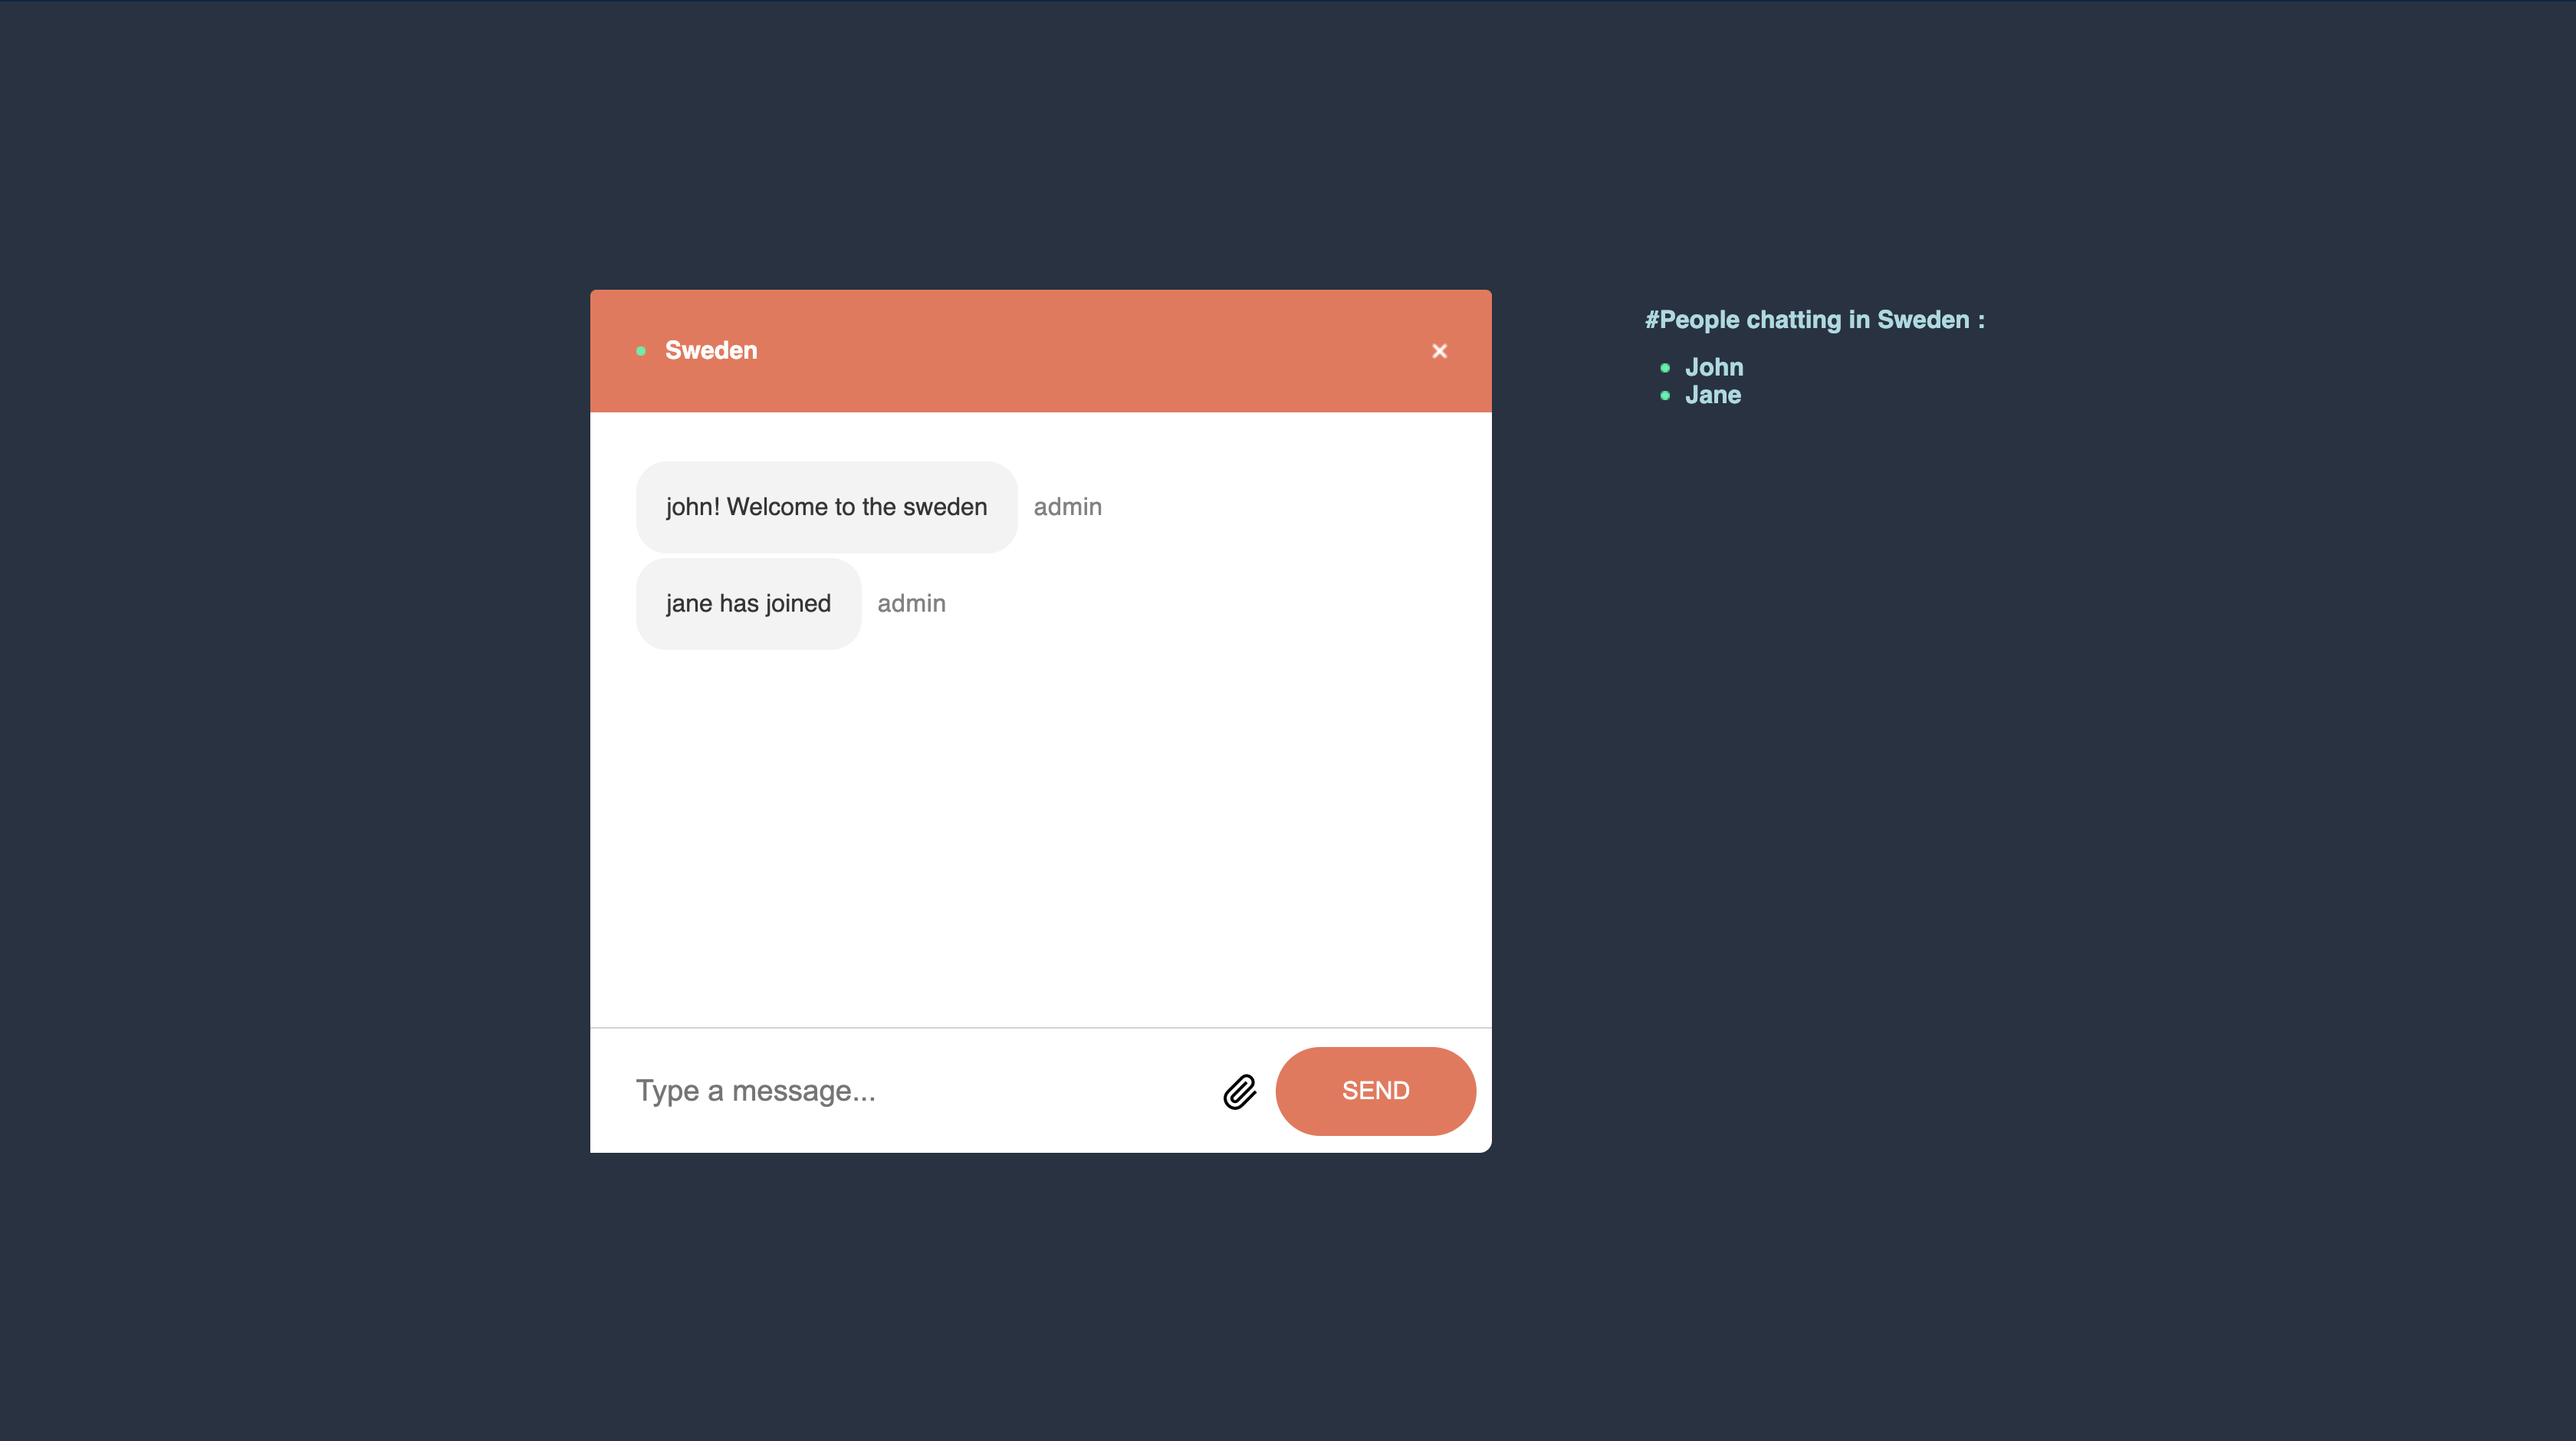 Sweden
john! Welcome to the sweden admin
jane has joined admin
Type a message...
SEND
#People chatting in Sweden :
John
Jane